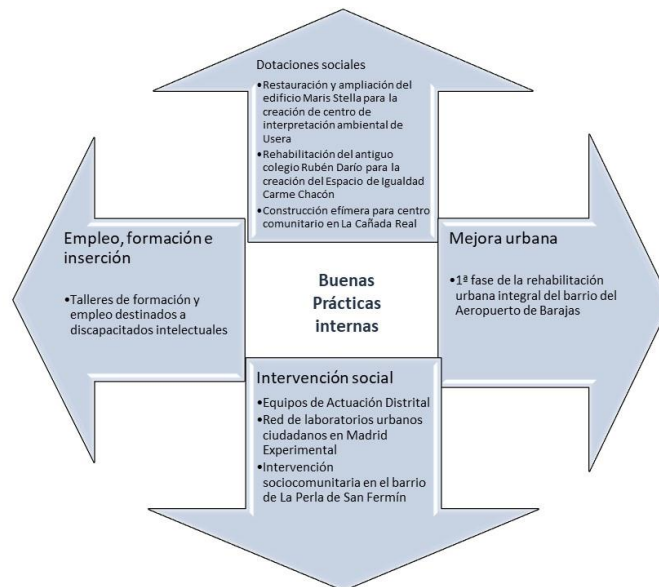 Dotaciones sociales
•Restauración y ampliación del
edificio Maris Stella para la
creación de centro de
interpretación ambiental de
Usera
•Rehabilitación del antiguo
colegio Rubén Darío para la
creación del Espacio de Igualdad
Carme Chacón
•Construcción efímera para centro
comunitario en La Cañada Real
Empleo, formación e
inserción
•Talleres de formación y
empleo destinados a
discapacitados intelectuales
Buenas
Prácticas
internas
Mejora urbana
•1ª fase de la rehabilitación
urbana integral del barrio del
Aeropuerto de Barajas
Intervención social
•Equipos de Actuación Distrital
•Red de laboratorios urbanos
ciudadanos en Madrid
Experimental
•Intervención
sociocomunitaria en el barrio
de La Perla de San Fermín